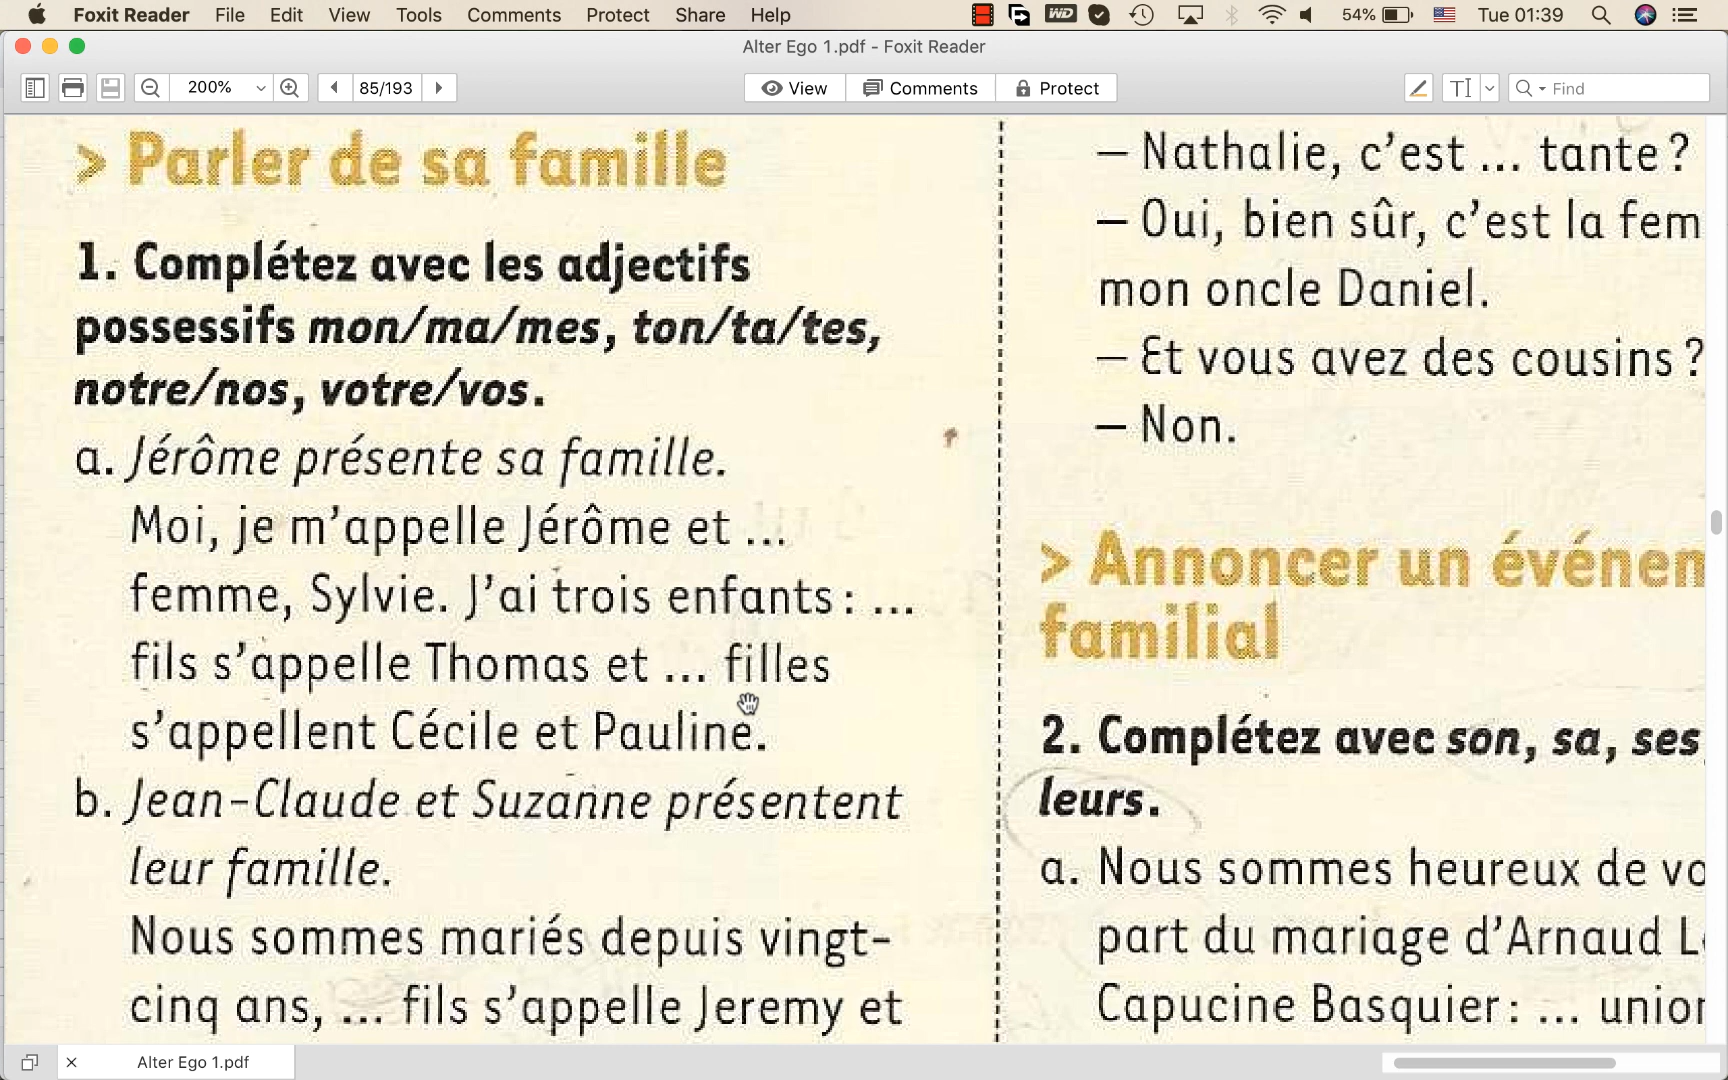 Foxit Reader File Edit View Tools Comments Protect Share Help WD 54% Tue 01:39
Alter Ego 1.pdf - Foxit Reader
200% 85/193 View Comments Protect Find
> Parler de sa famille
1. Complétez avec les adjectifs
possessifs mon/ma/mes, ton/ta/tes,
notre/nos, votre/vos.
a. Jérôme présente sa famille.
Moi, je m'appelle Jérôme et ...
femme, Sylvie. J'ai trois enfants : ...
fils s'appelle Thomas et ... filles
s'appellent Cécile et Pauline.
b. Jean-Claude et Suzanne présentent
leur famille.
Nous sommes mariés depuis vingt-
cinq ans, ... fils s'appelle Jeremy et
– Nathalie, c'est ... tante ?
– Oui, bien sûr, c'est la fem
mon oncle Daniel.
– Et vous avez des cousins ?
– Non.
> Annoncer un événem
familial
2. Complétez avec son, sa, ses
leurs.
a. Nous sommes heureux de vo
part du mariage d'Arnaud L
Capucine Basquier : ... union
Alter Ego 1.pdf